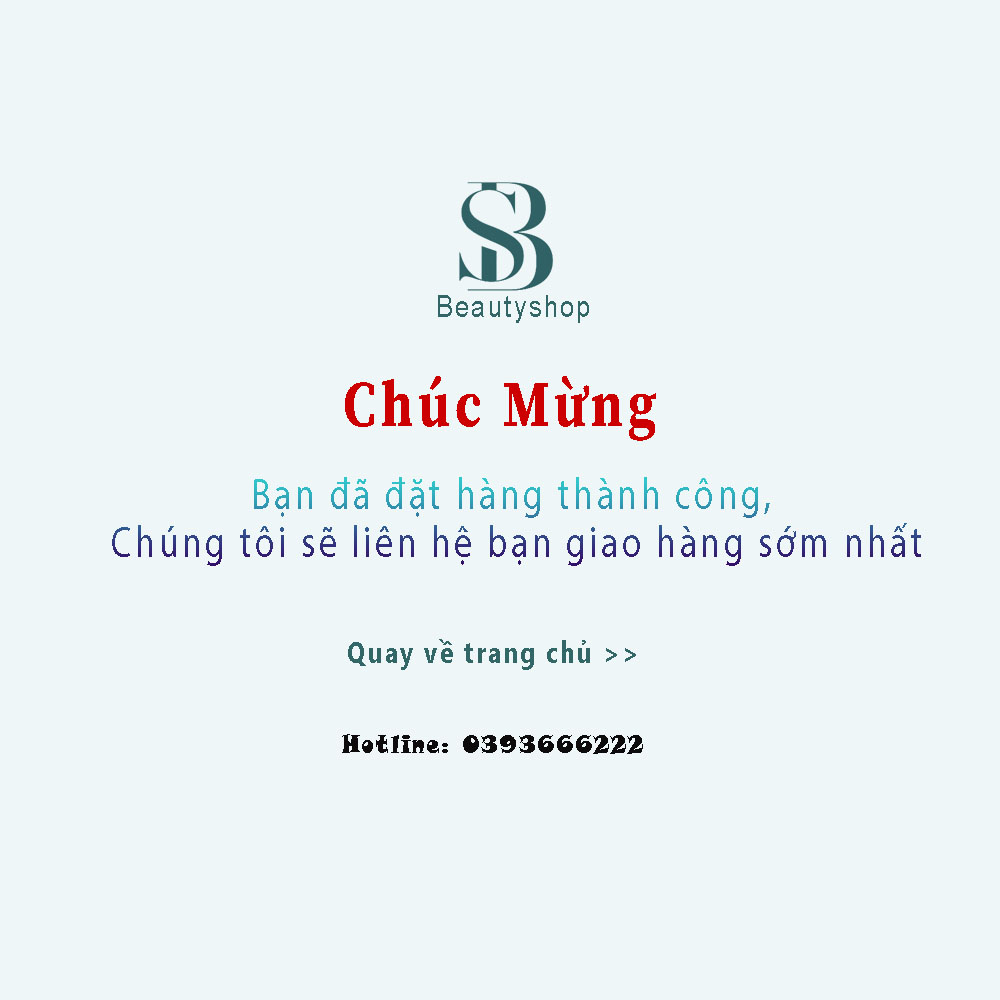 SB
Beautyshop
Chúc Mừng
Bạn đã đặt hàng thành công,
Chúng tôi sẽ liên hệ bạn giao hàng sớm nhất
Quay về trang chủ >>
Hotline: 0393666222